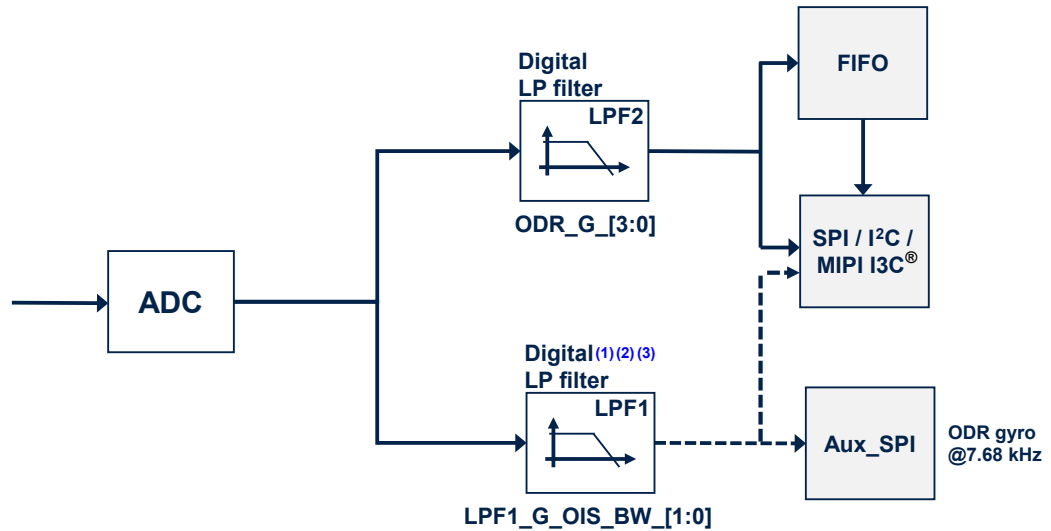 Digital
LP filter
LPF2
ODR_G_[3:0]
FIFO
SPI / I²C /
MIPI I3C®
ADC
Digital (1) (2) (3)
LP filter
LPF1
LPF1_G_OIS_BW_[1:0]
Aux_SPI
ODR gyro
@7.68 kHz